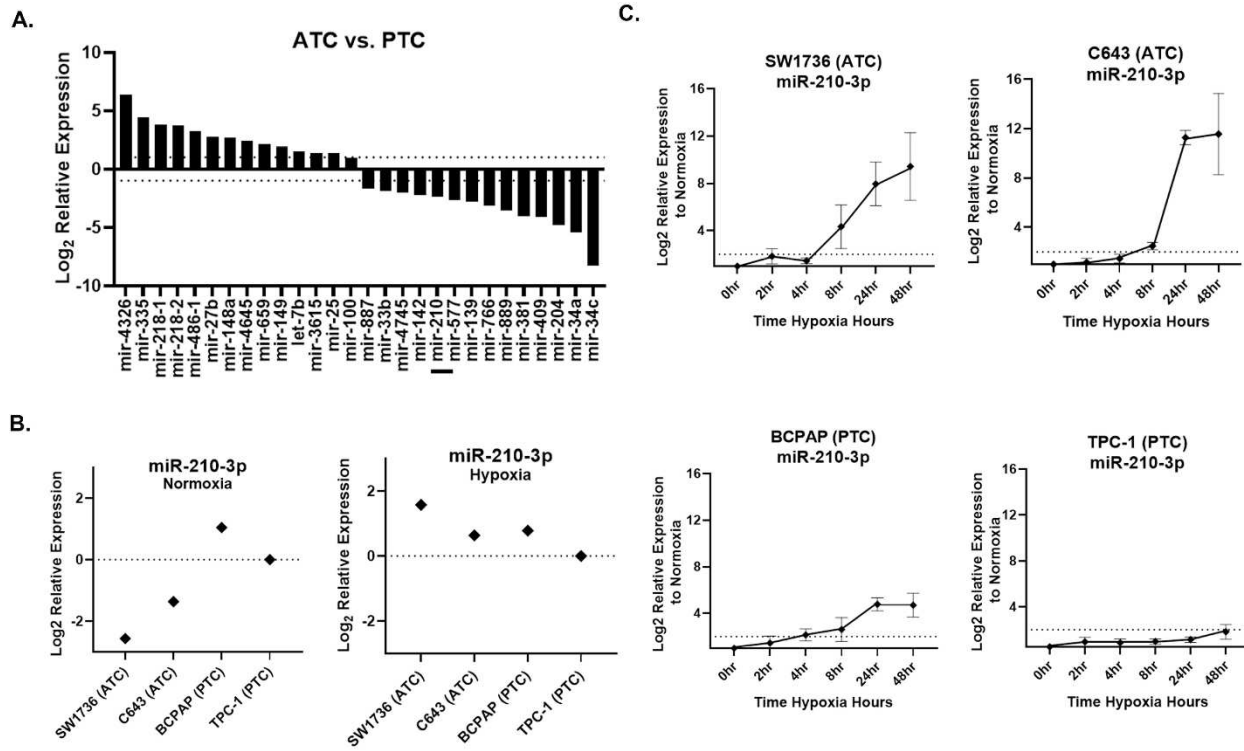 A.
ATC vs. PTC
Log2 Relative Expression
10
5
0
-5
-10
mir-4326
mir-335
mir-218-1
mir-218-2
mir-486-1
mir-27b
mir-148a
mir-4645
mir-659
mir-149
let-7b
mir-3615
mir-25
mir-100
mir-887
mir-33b
mir-4745
mir-142
mir-210
mir-577
mir-139
mir-766
mir-889
mir-381
mir-409
mir-204
mir-34a
mir-34c
B.
miR-210-3p
Normoxia
Log2 Relative Expression
2
0
-2
SW1736 (ATC)
C643 (ATC)
BCPAP (PTC)
TPC-1 (PTC)
miR-210-3p
Hypoxia
Log2 Relative Expression
2
0
-2
SW1736 (ATC)
C643 (ATC)
BCPAP (PTC)
TPC-1 (PTC)
C.
SW1736 (ATC)
miR-210-3p
Log2 Relative Expression
to Normoxia
16
12
8
4
0hr
2hr
4hr
8hr
24hr
48hr
Time Hypoxia Hours
C643 (ATC)
miR-210-3p
Log2 Relative Expression
to Normoxia
16
12
8
4
0hr
2hr
4hr
8hr
24hr
48hr
Time Hypoxia Hours
BCPAP (PTC)
miR-210-3p
Log2 Relative Expression
to Normoxia
16
12
8
4
0hr
2hr
4hr
8hr
24hr
48hr
Time Hypoxia Hours
TPC-1 (PTC)
miR-210-3p
Log2 Relative Expression
to Normoxia
16
12
8
4
0hr
2hr
4hr
8hr
24hr
48hr
Time Hypoxia Hours